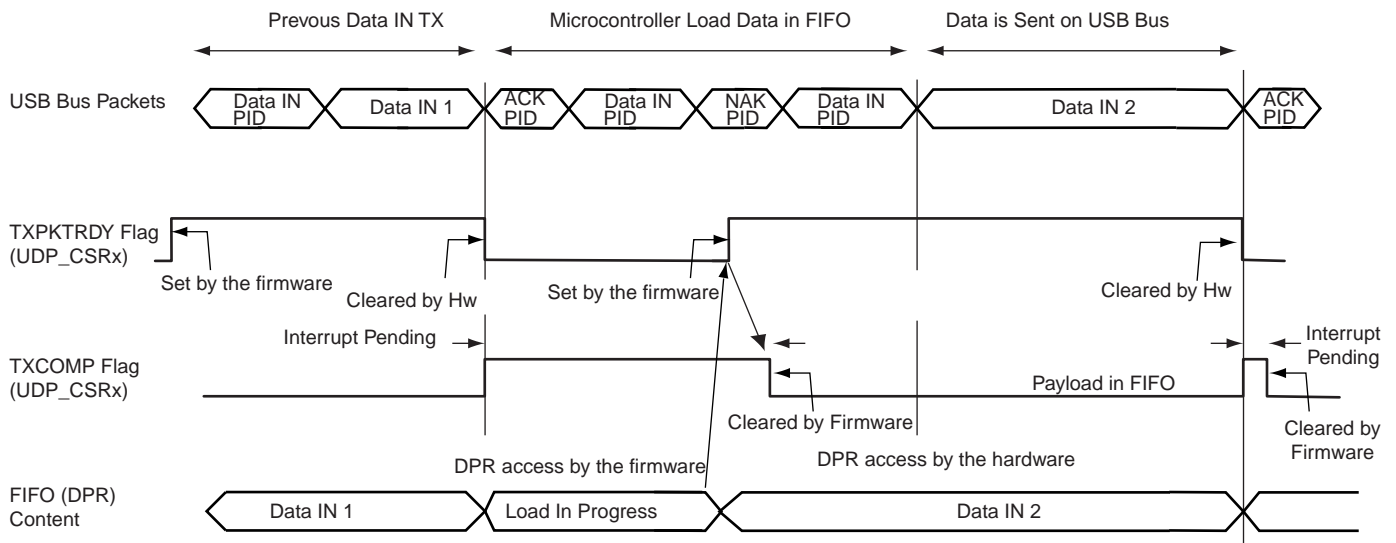 Prevous Data IN TX
Microcontroller Load Data in FIFO
Data is Sent on USB Bus
USB Bus Packets
Data IN
PID
Data IN 1
ACK
PID
Data IN
PID
NAK
PID
Data IN
PID
Data IN 2
ACK
PID
TXPKTRDY Flag
(UDP_CSRx)
Set by the firmware
Cleared by Hw
Set by the firmware
Cleared by Hw
Interrupt Pending
Interrupt
Pending
TXCOMP Flag
(UDP_CSRx)
Payload in FIFO
Cleared by Firmware
Cleared by
Firmware
DPR access by the firmware
DPR access by the hardware
FIFO (DPR)
Content
Data IN 1
Load In Progress
Data IN 2